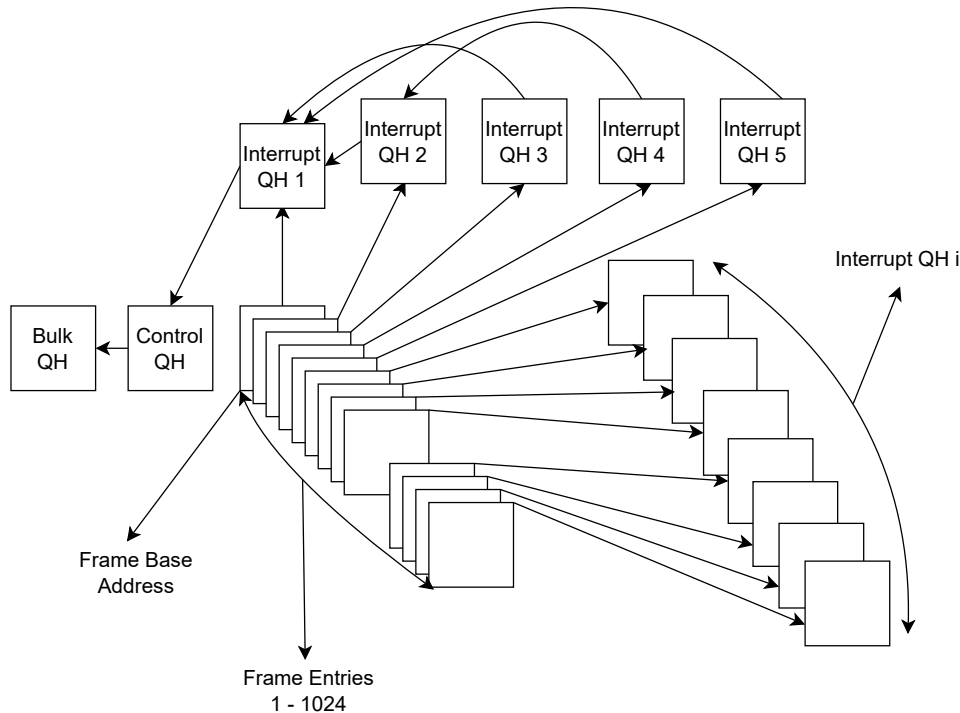 Interrupt
QH 1
Interrupt
QH 2
Interrupt
QH 3
Interrupt
QH 4
Interrupt
QH 5
Interrupt QH i
Bulk
QH
Control
QH
Frame Base
Address
Frame Entries
1 - 1024